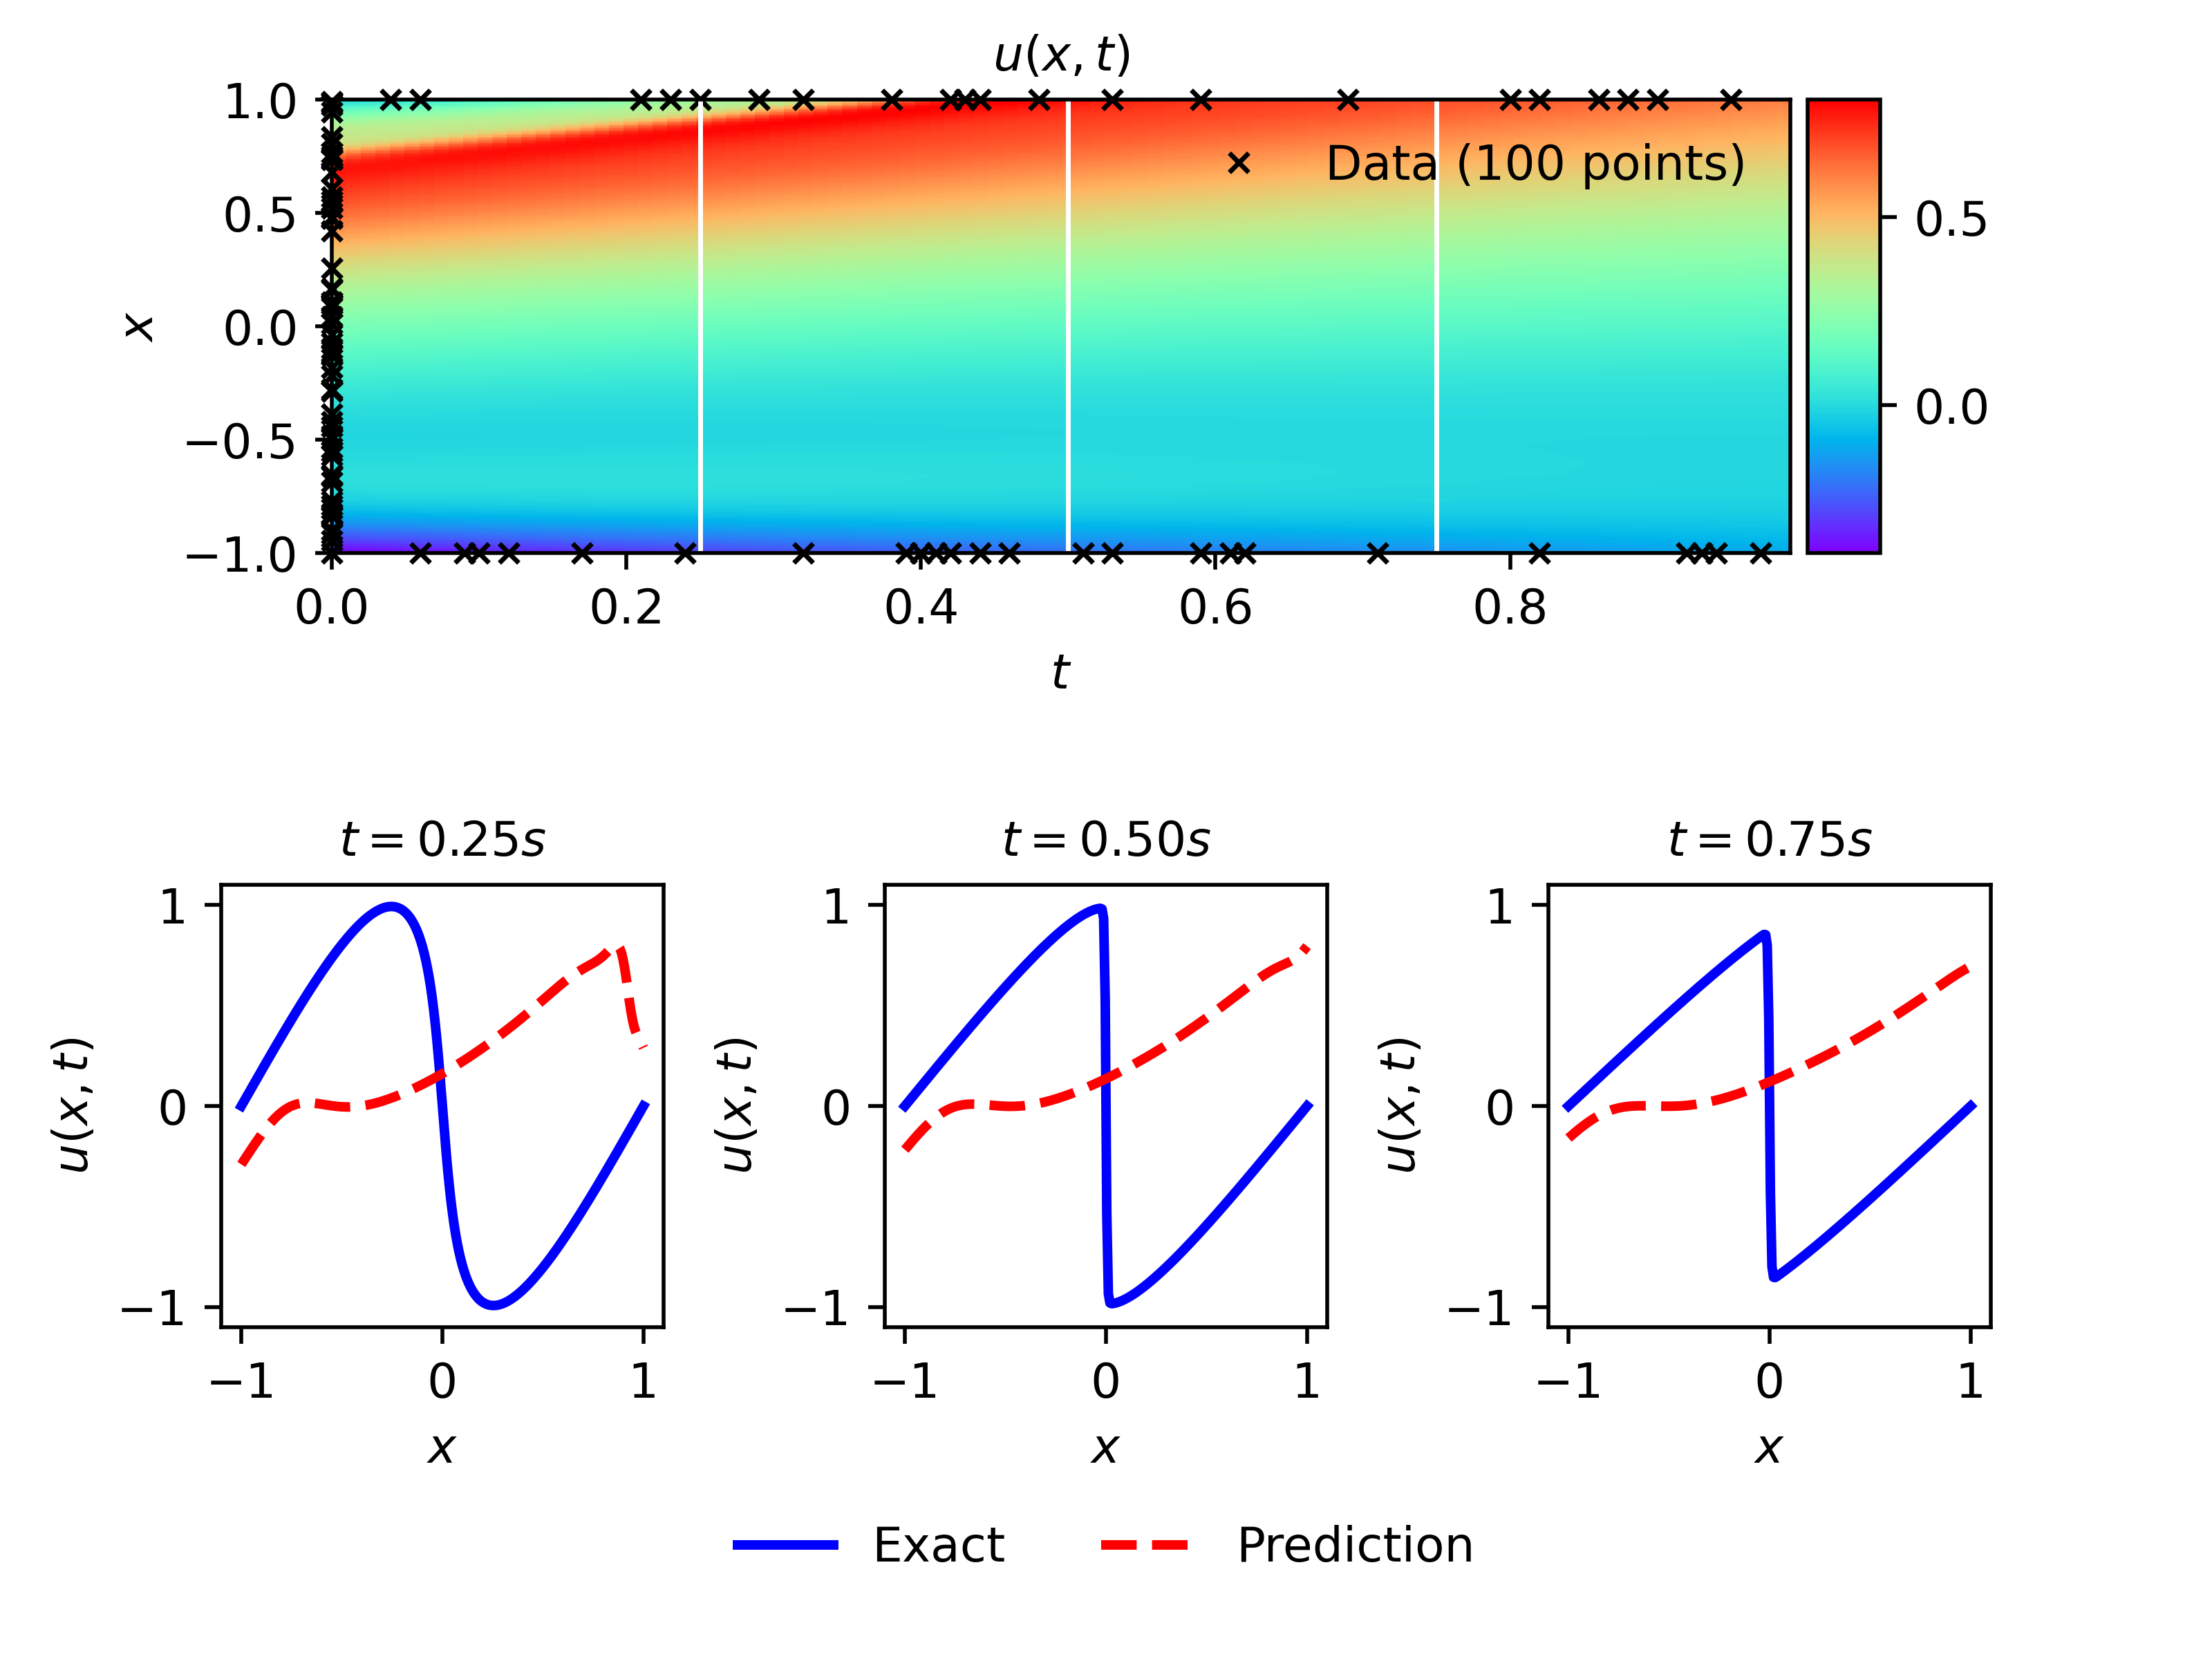 u(x, t)
1.0
0.5
0.0
−0.5
−1.0
x
Data (100 points)
0.5
0.0
0.0 0.2 0.4 0.6 0.8
t
t = 0.25s t = 0.50s t = 0.75s
1 1 1
0 0 0
−1 −1 −1
u(x, t) u(x, t) u(x, t)
−1 0 1 −1 0 1 −1 0 1
x x x
Exact Prediction